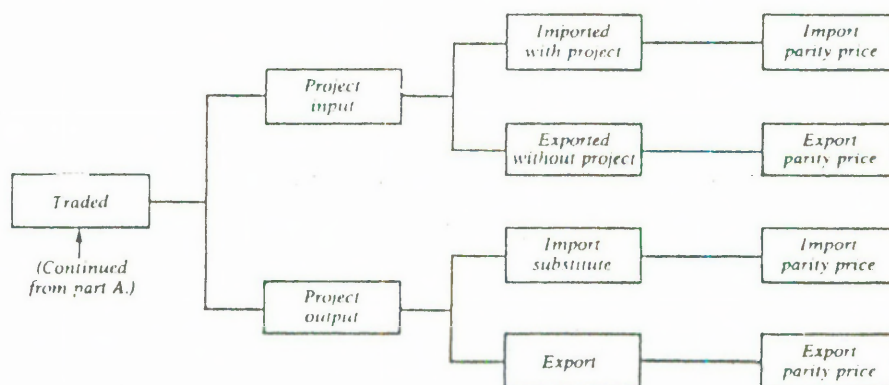 Imported
with project
Import
parity price
Project
input
Exported
without project
Export
parity price
Traded
(Continued
from part A.)
Import
substitute
Import
parity price
Project
output
Export
Export
parity price